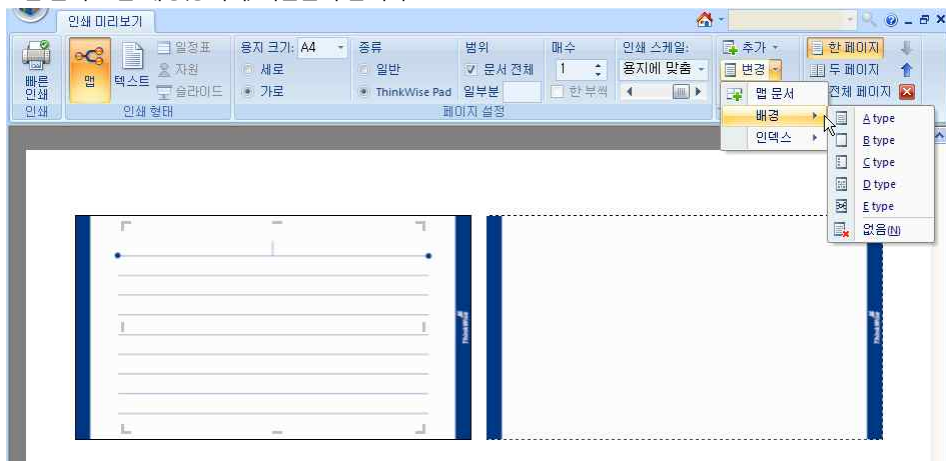 인쇄 미리보기
빠른 인쇄
맵
텍스트
일정표
자원
슬라이드
용지 크기: A4
세로
가로
종류
일반
ThinkWise Pad
범위
문서 전체
일부분
매수
1
한 부씩
인쇄 스케일:
용지에 맞춤
추가
변경
한 페이지
두 페이지
전체 페이지
인쇄
인쇄 형태
페이지 설정
맵 문서
배경
인덱스
A type
B type
C type
D type
E type
없음(N)
ThinkWise
ThinkWise